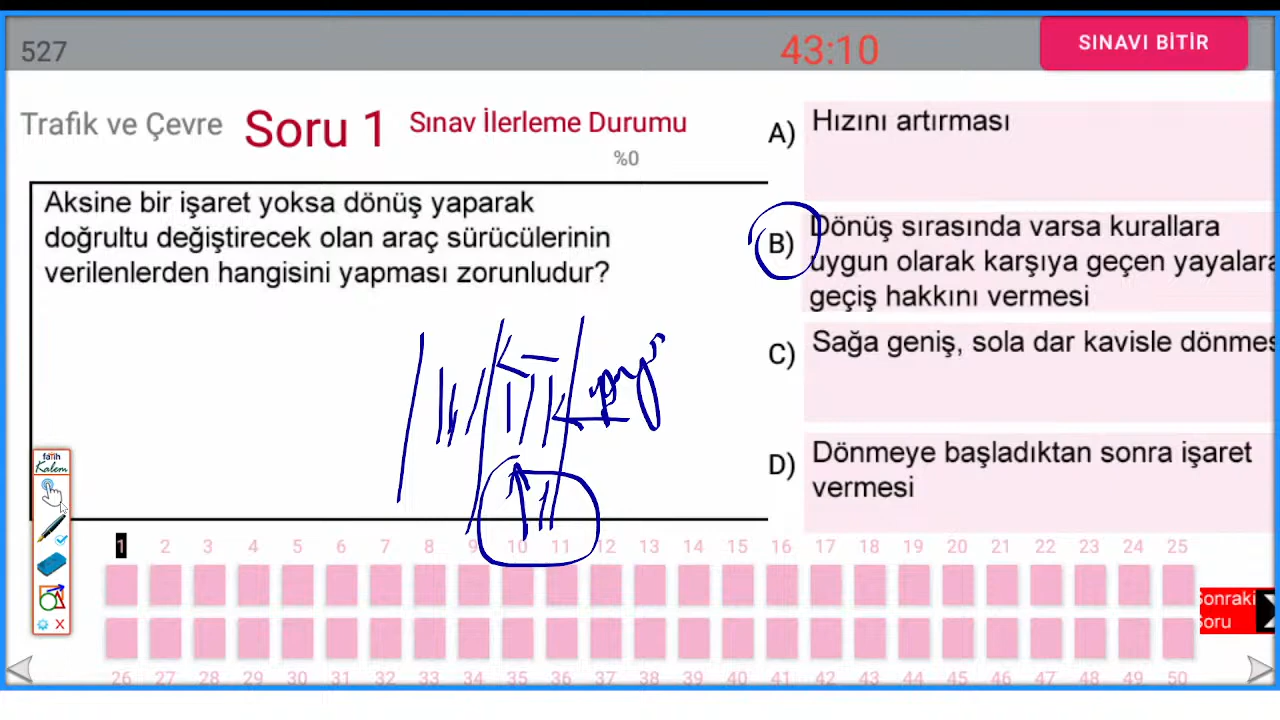 527
43:10
SINAVI BİTİR
Trafik ve Çevre
Soru 1
Sınav İlerleme Durumu
%0
Aksine bir işaret yoksa dönüş yaparak
doğrultu değiştirecek olan araç sürücülerinin
verilenlerden hangisini yapması zorunludur?
A) Hızını artırması
B) Dönüş sırasında varsa kurallara
uygun olarak karşıya geçen yayalara
geçiş hakkını vermesi
C) Sağa geniş, sola dar kavisle dönmes
D) Dönmeye başladıktan sonra işaret
vermesi
fatih
Kalem
1 2 3 4 5 6 7 8 9 10 11 12 13 14 15 16 17 18 19 20 21 22 23 24 25
Sonraki
Soru
26 27 28 29 30 31 32 33 34 35 36 37 38 39 40 41 42 43 44 45 46 47 48 49 50